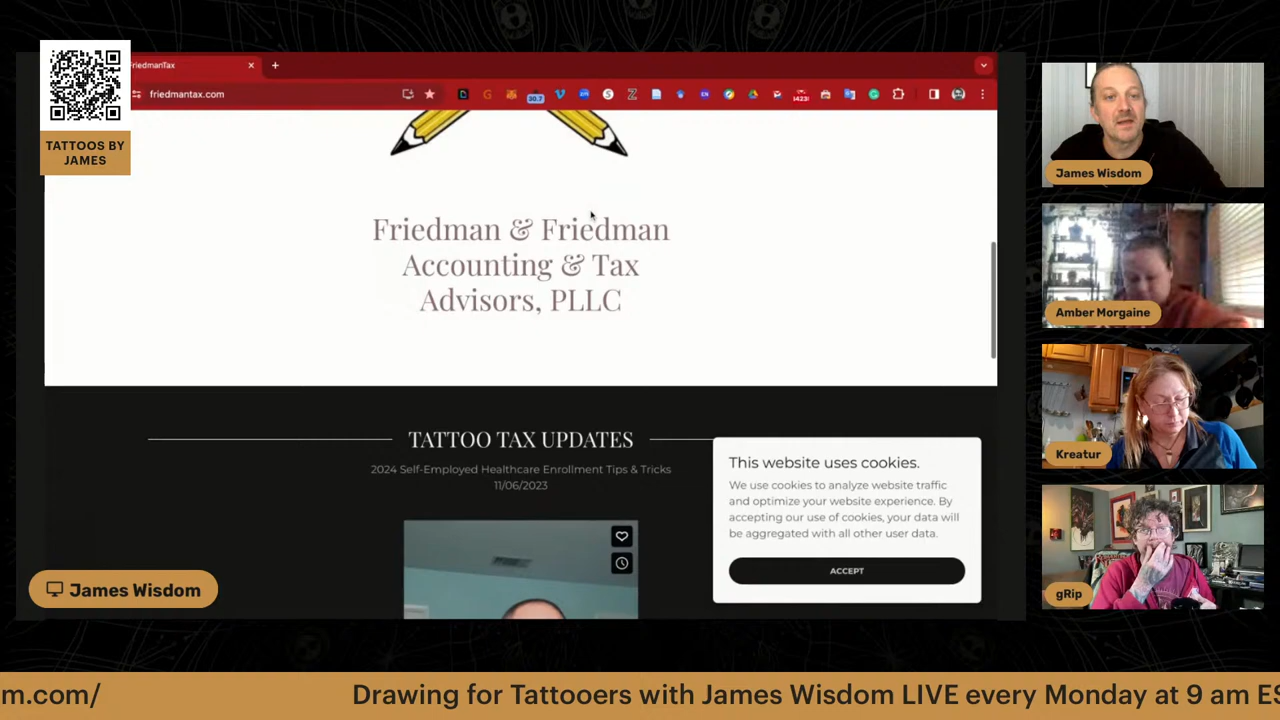 TATTOOS BY
JAMES
FriedmanTax
friedmantax.com
30.7
1423!
Friedman & Friedman
Accounting & Tax
Advisors, PLLC
TATTOO TAX UPDATES
2024 Self-Employed Healthcare Enrollment Tips & Tricks
11/06/2023
This website uses cookies.
We use cookies to analyze website traffic
and optimize your website experience. By
accepting our use of cookies, your data will
be aggregated with all other user data.
ACCEPT
James Wisdom
James Wisdom
Amber Morgaine
Kreatur
gRip
m.com/ Drawing for Tattooers with James Wisdom LIVE every Monday at 9 am ES